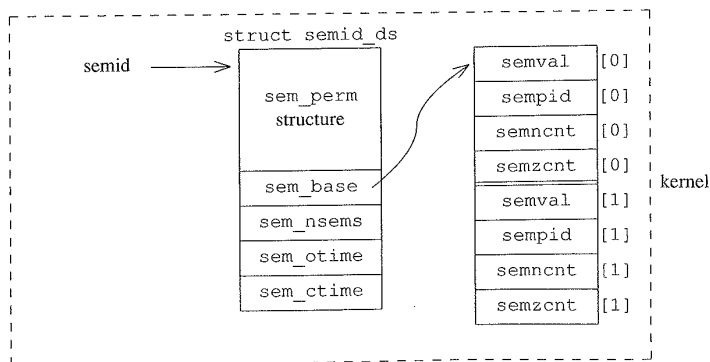 struct semid_ds
semid
sem_perm
structure
sem_base
sem_nsems
sem_otime
sem_ctime
semval [0]
sempid [0]
semncnt [0]
semzcnt [0]
semval [1]
sempid [1]
semncnt [1]
semzcnt [1]
kernel